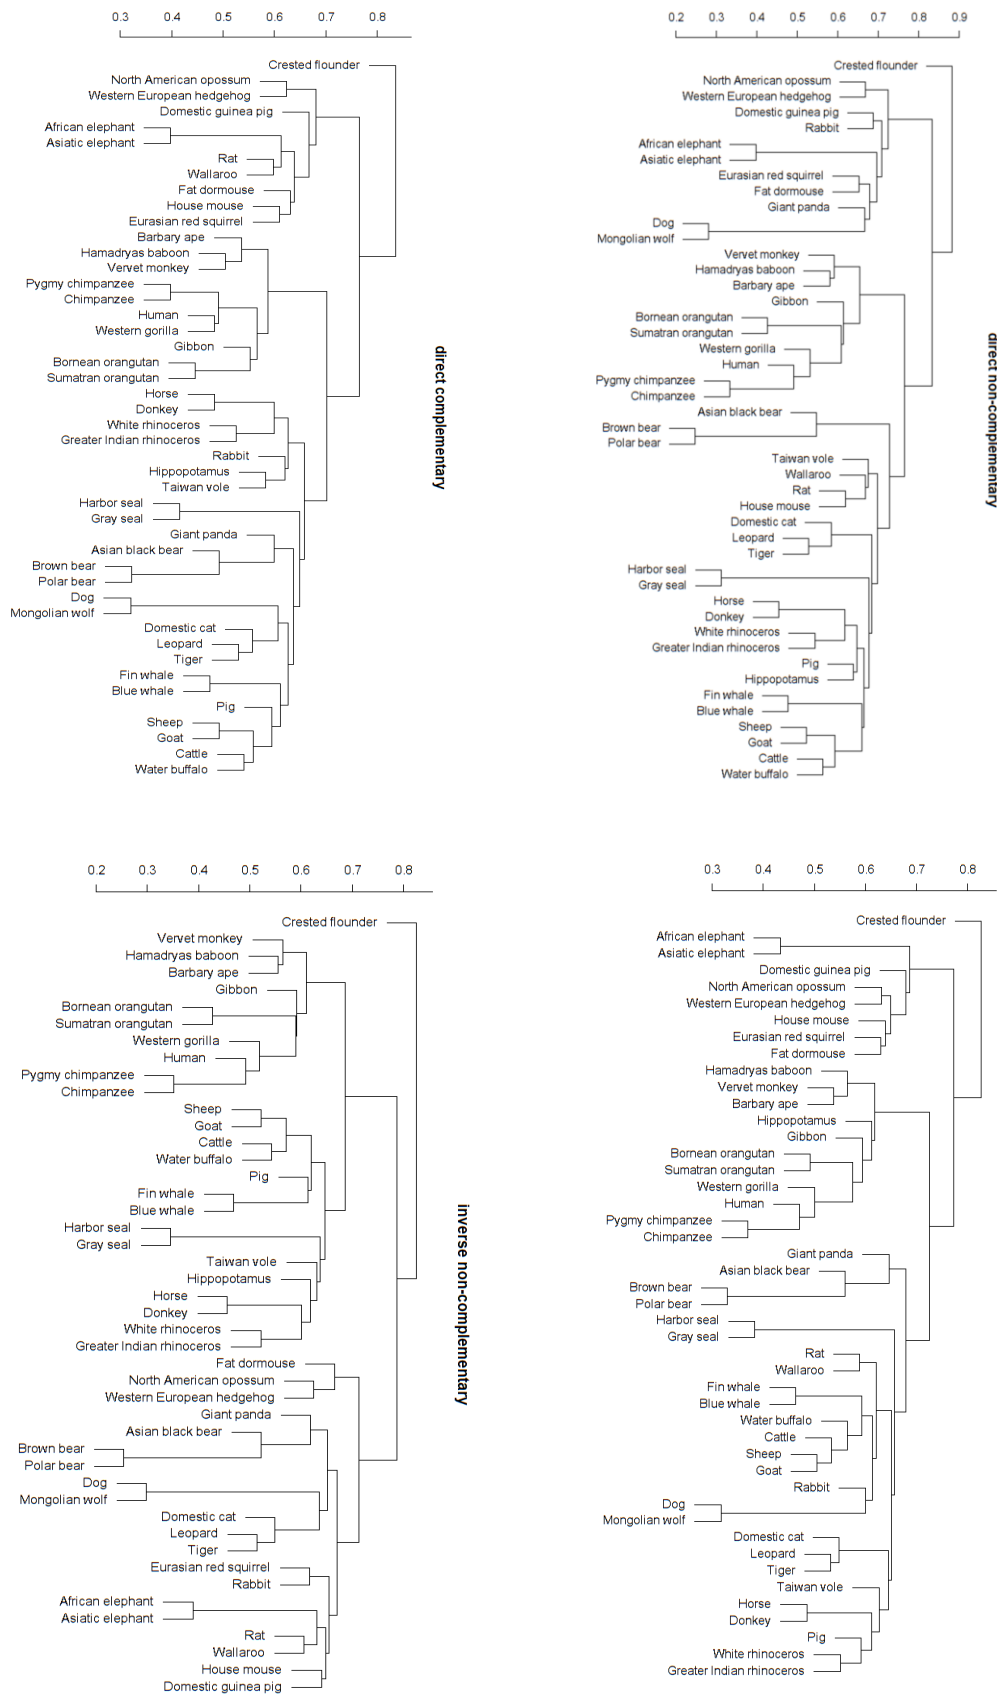 0.3 0.4 0.5 0.6 0.7 0.8
Crested flounder
North American opossum
Western European hedgehog
Domestic guinea pig
African elephant
Asiatic elephant
Rat
Wallaroo
Fat dormouse
House mouse
Eurasian red squirrel
Barbary ape
Hamadryas baboon
Vervet monkey
Pygmy chimpanzee
Chimpanzee
Human
Western gorilla
Gibbon
Bornean orangutan
Sumatran orangutan
Horse
Donkey
White rhinoceros
Greater Indian rhinoceros
Rabbit
Hippopotamus
Taiwan vole
Harbor seal
Gray seal
Giant panda
Asian black bear
Brown bear
Polar bear
Dog
Mongolian wolf
Domestic cat
Leopard
Tiger
Fin whale
Blue whale
Pig
Sheep
Goat
Cattle
Water buffalo
direct complementary
0.2 0.3 0.4 0.5 0.6 0.7 0.8 0.9
Crested flounder
North American opossum
Western European hedgehog
Domestic guinea pig
Rabbit
African elephant
Asiatic elephant
Eurasian red squirrel
Fat dormouse
Giant panda
Dog
Mongolian wolf
Vervet monkey
Hamadryas baboon
Barbary ape
Gibbon
Bornean orangutan
Sumatran orangutan
Western gorilla
Human
Pygmy chimpanzee
Chimpanzee
Asian black bear
Brown bear
Polar bear
Taiwan vole
Wallaroo
Rat
House mouse
Domestic cat
Leopard
Tiger
Harbor seal
Gray seal
Horse
Donkey
White rhinoceros
Greater Indian rhinoceros
Pig
Hippopotamus
Fin whale
Blue whale
Sheep
Goat
Cattle
Water buffalo
direct non-complementary
0.2 0.3 0.4 0.5 0.6 0.7 0.8
Crested flounder
Vervet monkey
Hamadryas baboon
Barbary ape
Gibbon
Bornean orangutan
Sumatran orangutan
Western gorilla
Human
Pygmy chimpanzee
Chimpanzee
Sheep
Goat
Cattle
Water buffalo
Pig
Fin whale
Blue whale
Harbor seal
Gray seal
Taiwan vole
Hippopotamus
Horse
Donkey
White rhinoceros
Greater Indian rhinoceros
Fat dormouse
North American opossum
Western European hedgehog
Giant panda
Asian black bear
Brown bear
Polar bear
Dog
Mongolian wolf
Domestic cat
Leopard
Tiger
Eurasian red squirrel
Rabbit
African elephant
Asiatic elephant
Rat
Wallaroo
House mouse
Domestic guinea pig
inverse non-complementary
0.3 0.4 0.5 0.6 0.7 0.8
Crested flounder
African elephant
Asiatic elephant
Domestic guinea pig
North American opossum
Western European hedgehog
House mouse
Eurasian red squirrel
Fat dormouse
Hamadryas baboon
Vervet monkey
Barbary ape
Hippopotamus
Gibbon
Bornean orangutan
Sumatran orangutan
Western gorilla
Human
Pygmy chimpanzee
Chimpanzee
Giant panda
Asian black bear
Brown bear
Polar bear
Harbor seal
Gray seal
Rat
Wallaroo
Fin whale
Blue whale
Water buffalo
Cattle
Sheep
Goat
Rabbit
Dog
Mongolian wolf
Domestic cat
Leopard
Tiger
Taiwan vole
Horse
Donkey
Pig
White rhinoceros
Greater Indian rhinoceros